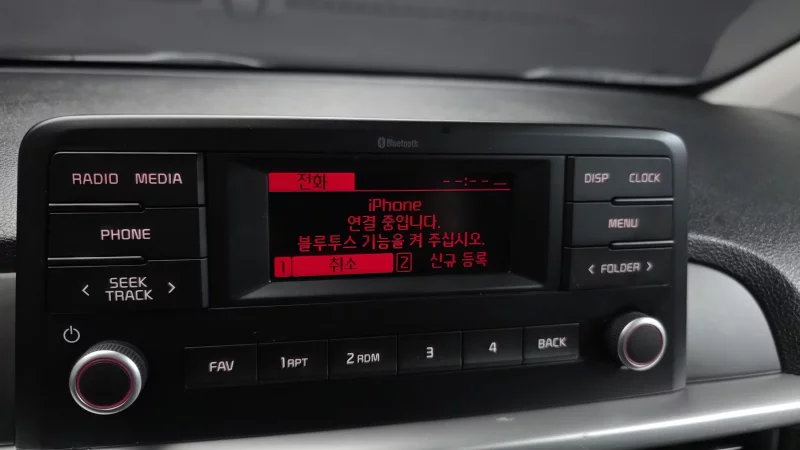 Bluetooth
RADIO MEDIA
PHONE
< SEEK TRACK >
전화 --:--
iPhone
연결 중입니다.
블루투스 기능을 켜 주십시오.
1 취소 2 신규 등록
DISP CLOCK
MENU
< FOLDER >
FAV 1 RPT 2 RDM 3 4 BACK